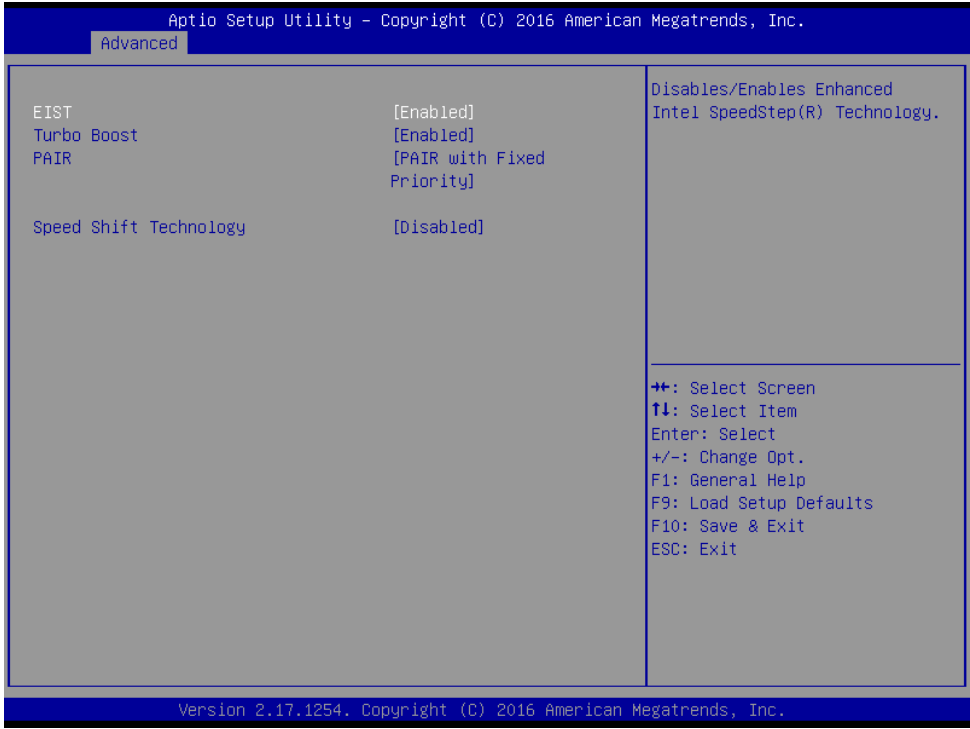 Aptio Setup Utility – Copyright (C) 2016 American Megatrends, Inc.
Advanced
EIST [Enabled]
Turbo Boost [Enabled]
PAIR [PAIR with Fixed
Priority]
Speed Shift Technology [Disabled]
Disables/Enables Enhanced
Intel SpeedStep(R) Technology.
→←: Select Screen
↑↓: Select Item
Enter: Select
+/-: Change Opt.
F1: General Help
F9: Load Setup Defaults
F10: Save & Exit
ESC: Exit
Version 2.17.1254. Copyright (C) 2016 American Megatrends, Inc.